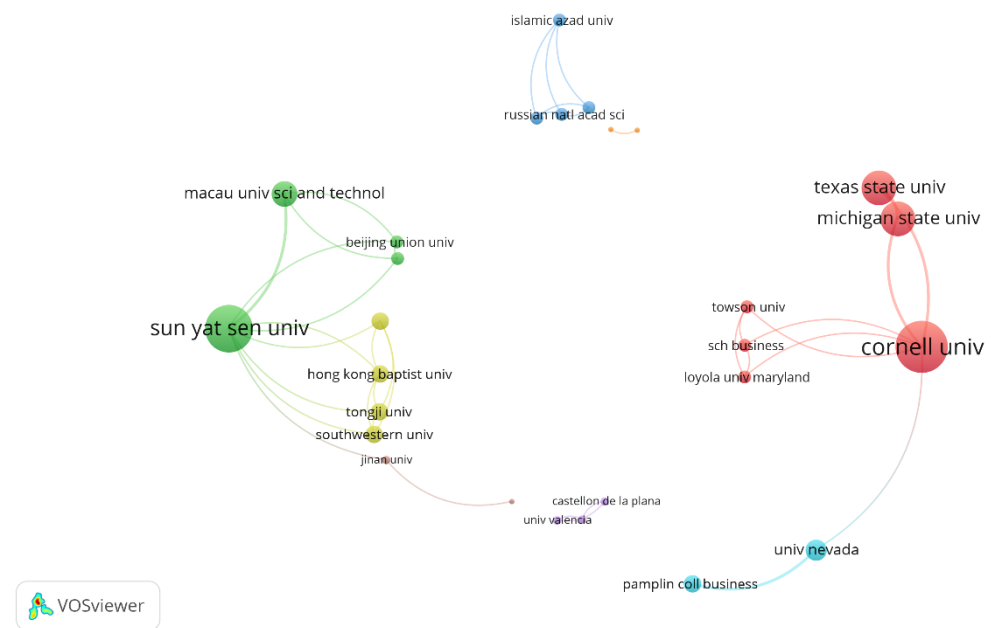 islamic azad univ
russian natl acad sci
macau univ sci and technol
texas state univ
michigan state univ
beijing union univ
towson univ
sun yat sen univ
sch business
cornell univ
hong kong baptist univ
loyola univ maryland
tongji univ
southwestern univ
jinan univ
castellon de la plana
univ valencia
univ nevada
pamplin coll business
VOSviewer